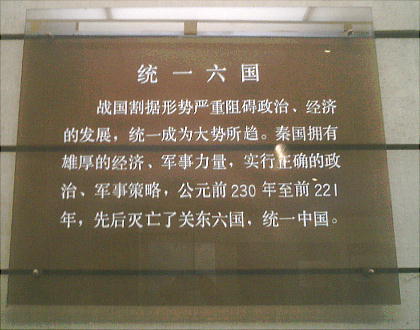 统一六国
战国割据形势严重阻碍政治、经济
的发展，统一成为大势所趋。秦国拥有
雄厚的经济、军事力量，实行正确的政
治、军事策略，公元前230年至前221
年，先后灭亡了关东六国，统一中国。